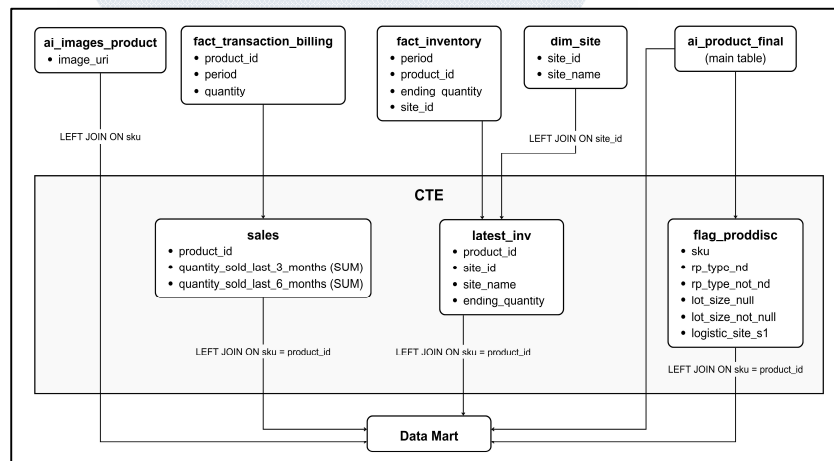 ai_images_product
• image_uri
fact_transaction_billing
• product_id
• period
• quantity
fact_inventory
• period
• product_id
• ending_quantity
• site_id
dim_site
• site_id
• site_name
ai_product_final
(main table)
LEFT JOIN ON sku
LEFT JOIN ON site_id
CTE
sales
• product_id
• quantity_sold_last_3_months (SUM)
• quantity_sold_last_6_months (SUM)
latest_inv
• product_id
• site_id
• site_name
• ending_quantity
flag_proddisc
• sku
• rp_type_nd
• rp_type_not_nd
• lot_size_null
• lot_size_not_null
• logistic_site_s1
LEFT JOIN ON sku = product_id
LEFT JOIN ON sku = product_id
LEFT JOIN ON sku = product_id
Data Mart